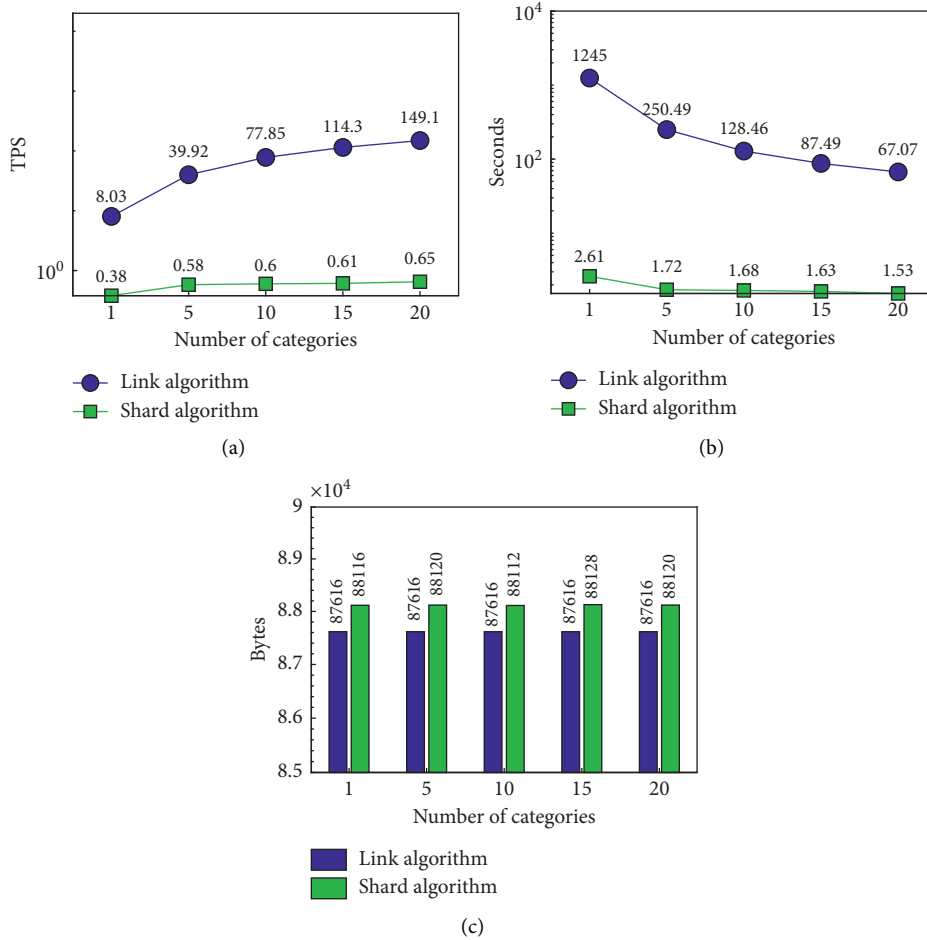 TPS
10^0
8.03
39.92
77.85
114.3
149.1
0.38
0.58
0.6
0.61
0.65
1 5 10 15 20
Number of categories
Link algorithm
Shard algorithm
(a)
Seconds
10^4
10^2
1245
250.49
128.46
87.49
67.07
2.61
1.72
1.68
1.63
1.53
1 5 10 15 20
Number of categories
Link algorithm
Shard algorithm
(b)
×10^4
Bytes
9
8.9
8.8
8.7
8.6
8.5
87616
88116
87616
88120
87616
88112
87616
88128
87616
88120
1 5 10 15 20
Number of categories
Link algorithm
Shard algorithm
(c)